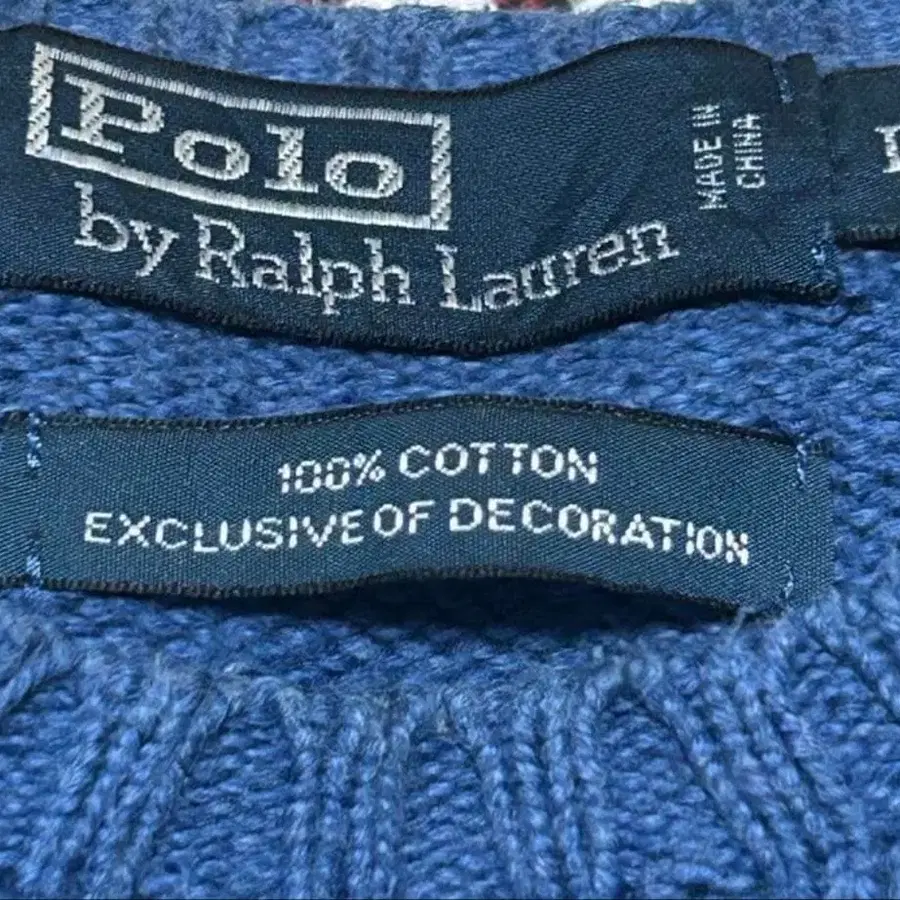 Polo
by Ralph Lauren
MADE IN
CHINA
100% COTTON
EXCLUSIVE OF DECORATION